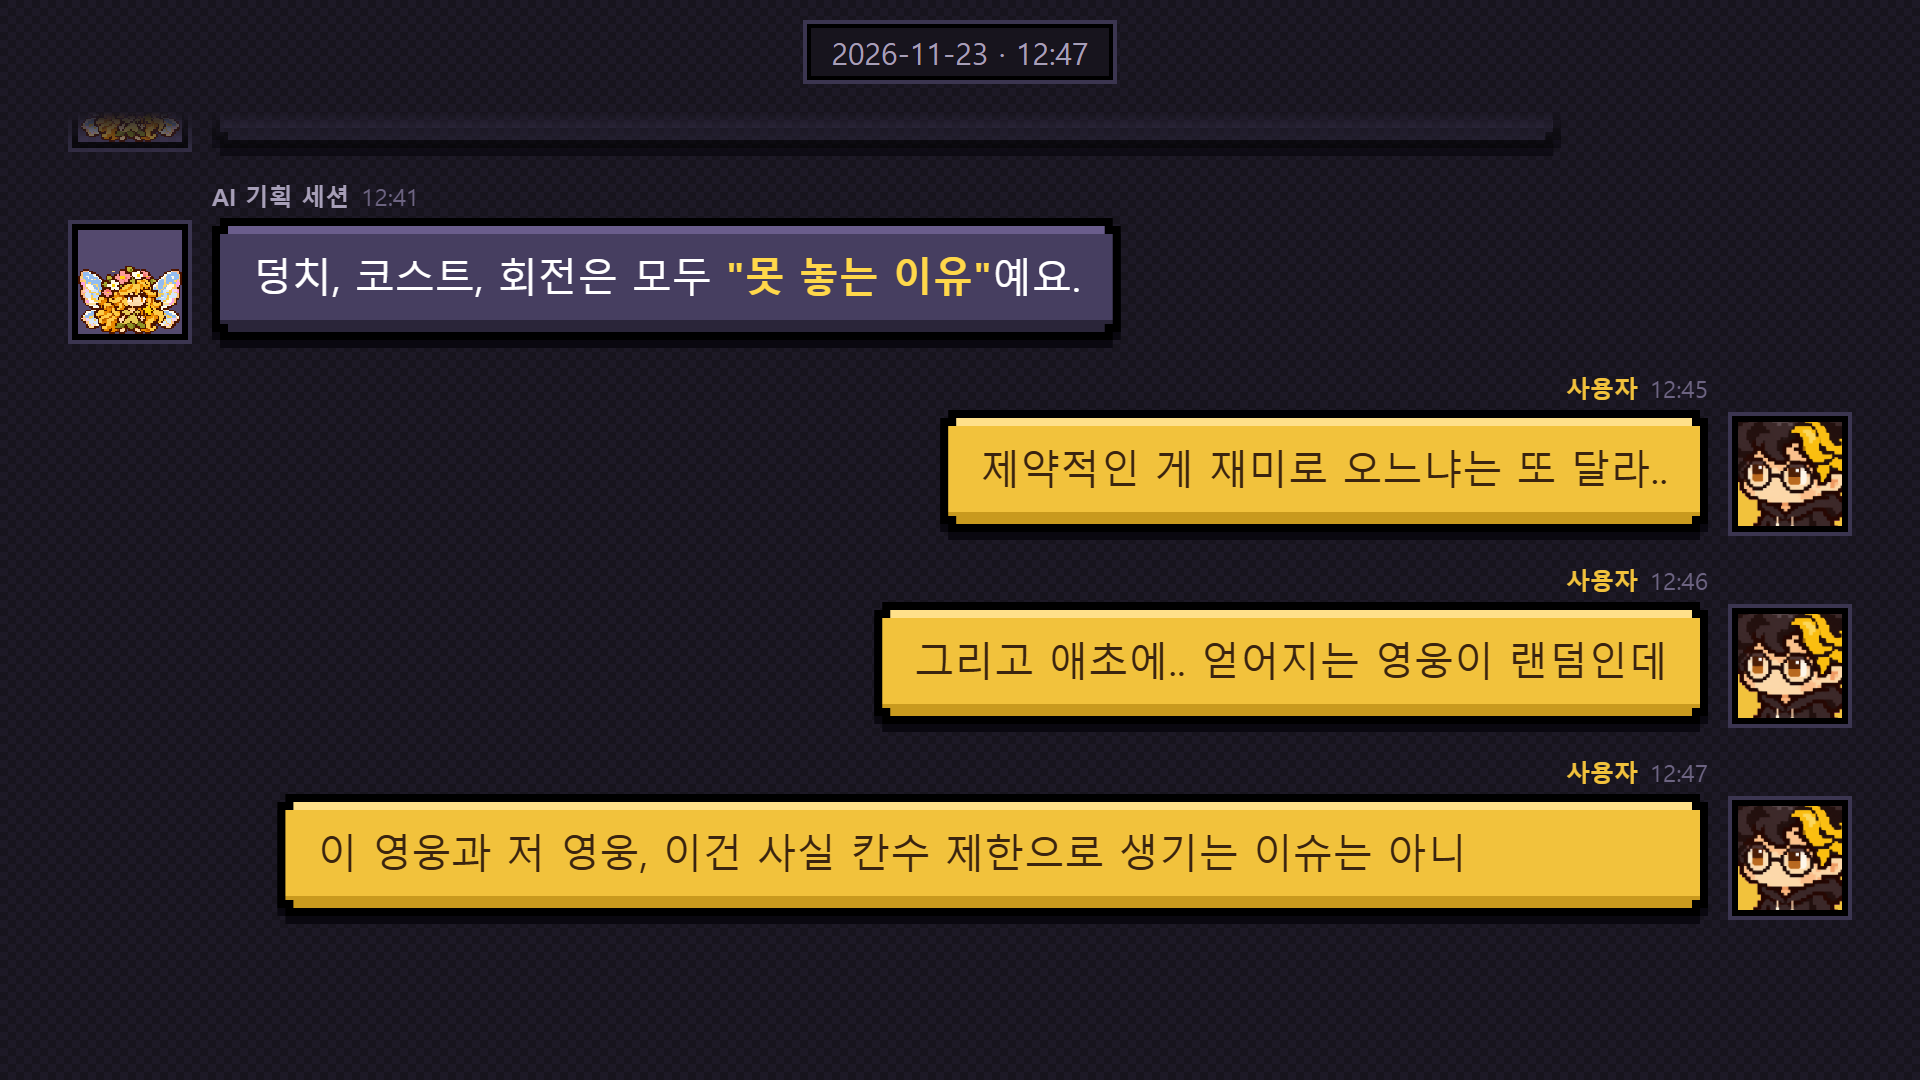 2026-11-23 · 12:47
AI 기획 세션 12:41
덩치, 코스트, 회전은 모두 "못 놓는 이유"예요.
사용자 12:45
제약적인 게 재미로 오느냐는 또 달라..
사용자 12:46
그리고 애초에.. 얻어지는 영웅이 랜덤인데
사용자 12:47
이 영웅과 저 영웅, 이건 사실 칸수 제한으로 생기는 이슈는 아니